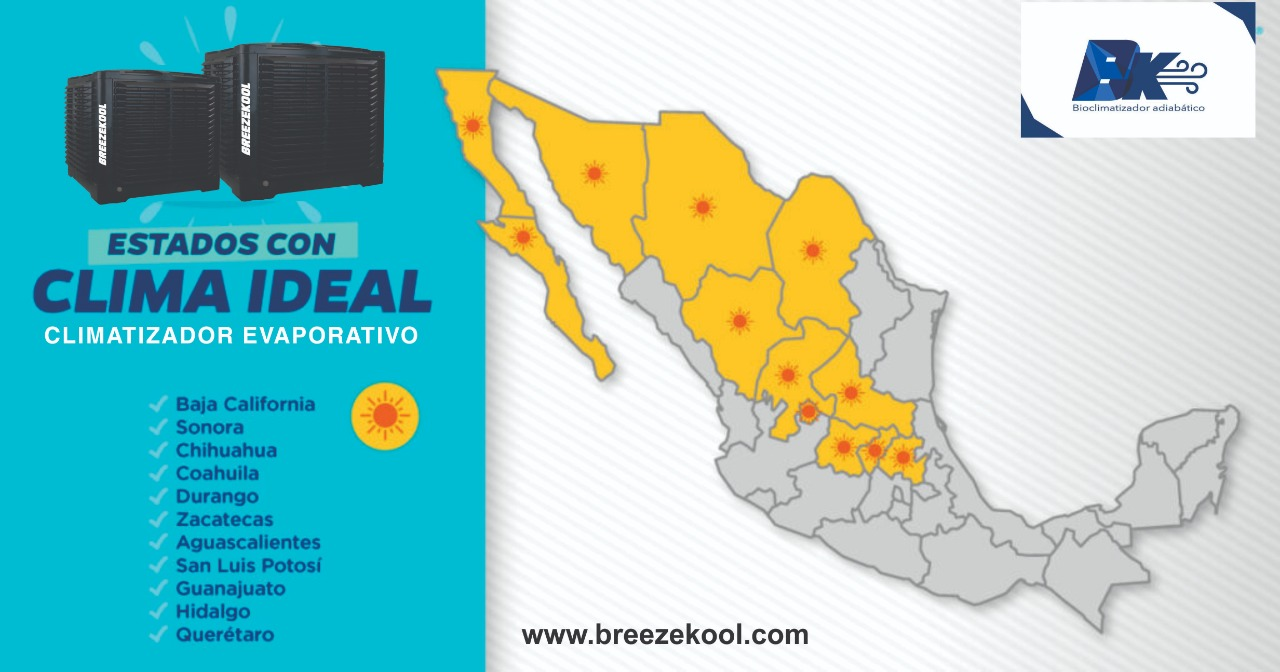 BREEZEKOOL
BREEZEKOOL
ESTADOS CON
CLIMA IDEAL
CLIMATIZADOR EVAPORATIVO
Baja California
Sonora
Chihuahua
Coahuila
Durango
Zacatecas
Aguascalientes
San Luis Potosí
Guanajuato
Hidalgo
Querétaro
BK
Bioclimatizador adiabático
www.breezekool.com